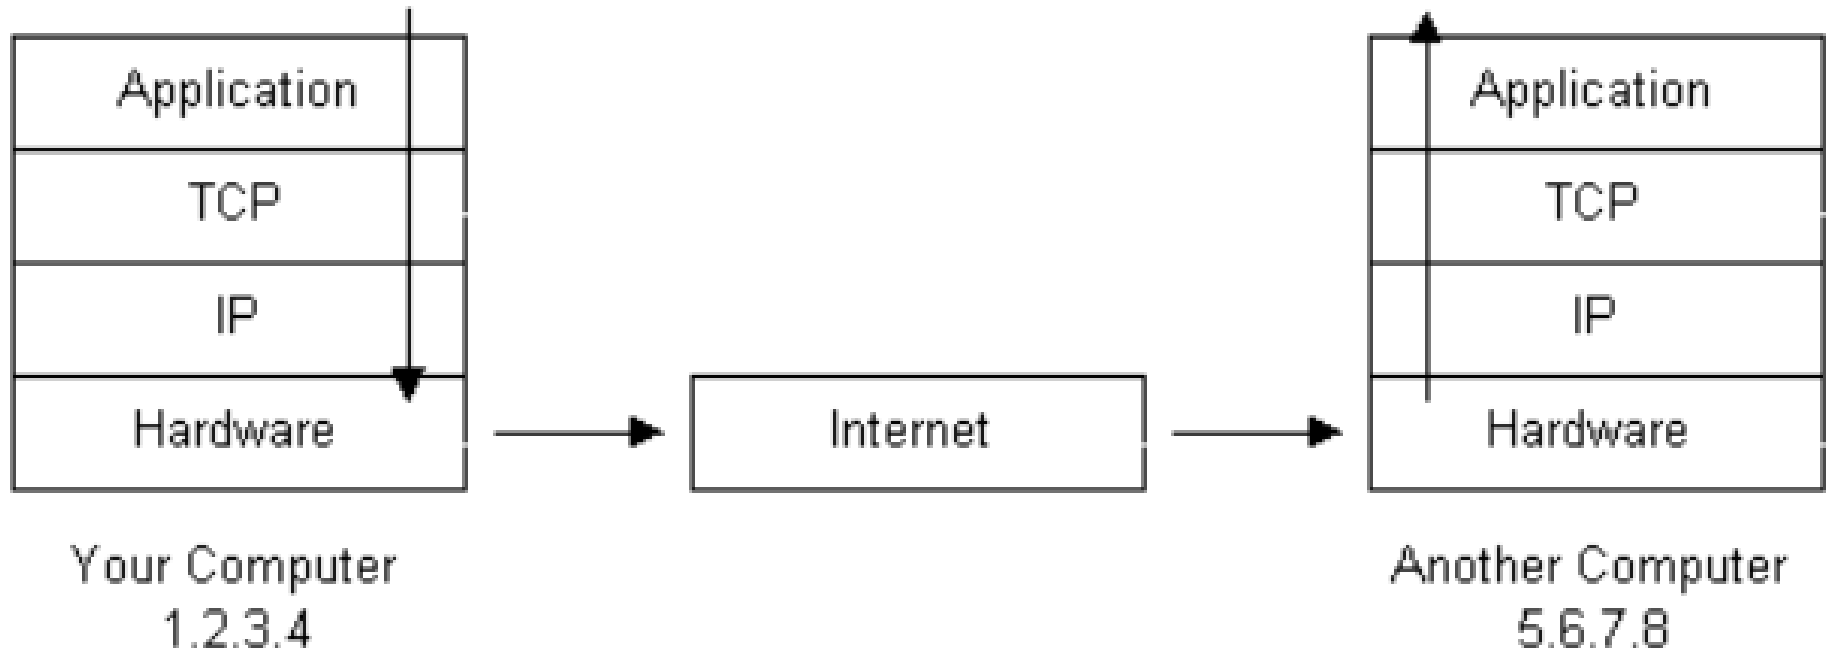 Application
TCP
IP
Hardware
Your Computer
1.2.3.4
Internet
Application
TCP
IP
Hardware
Another Computer
5.6.7.8